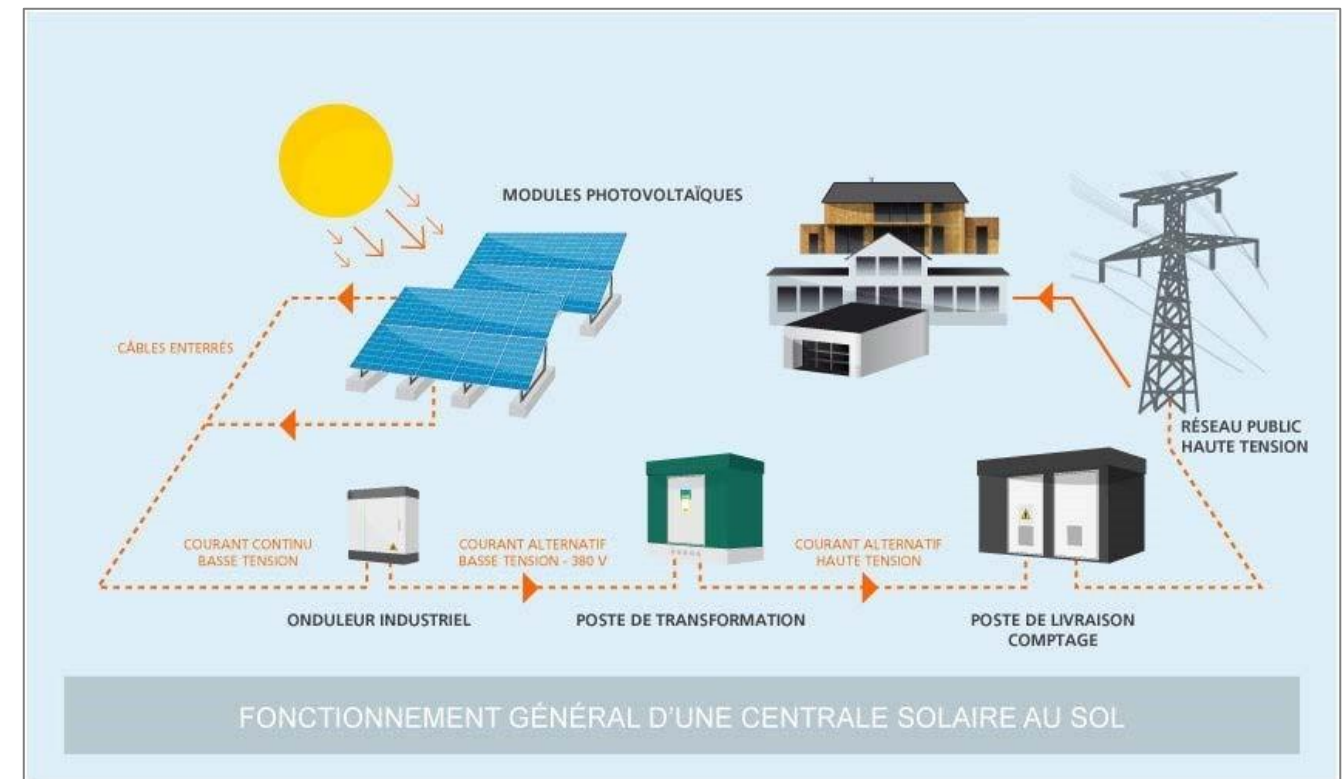 MODULES PHOTOVOLTAÏQUES
CÂBLES ENTERRÉS
RÉSEAU PUBLIC
HAUTE TENSION
COURANT CONTINU
BASSE TENSION
COURANT ALTERNATIF
BASSE TENSION - 380 V
COURANT ALTERNATIF
HAUTE TENSION
ONDULEUR INDUSTRIEL
POSTE DE TRANSFORMATION
POSTE DE LIVRAISON
COMPTAGE
FONCTIONNEMENT GÉNÉRAL D'UNE CENTRALE SOLAIRE AU SOL